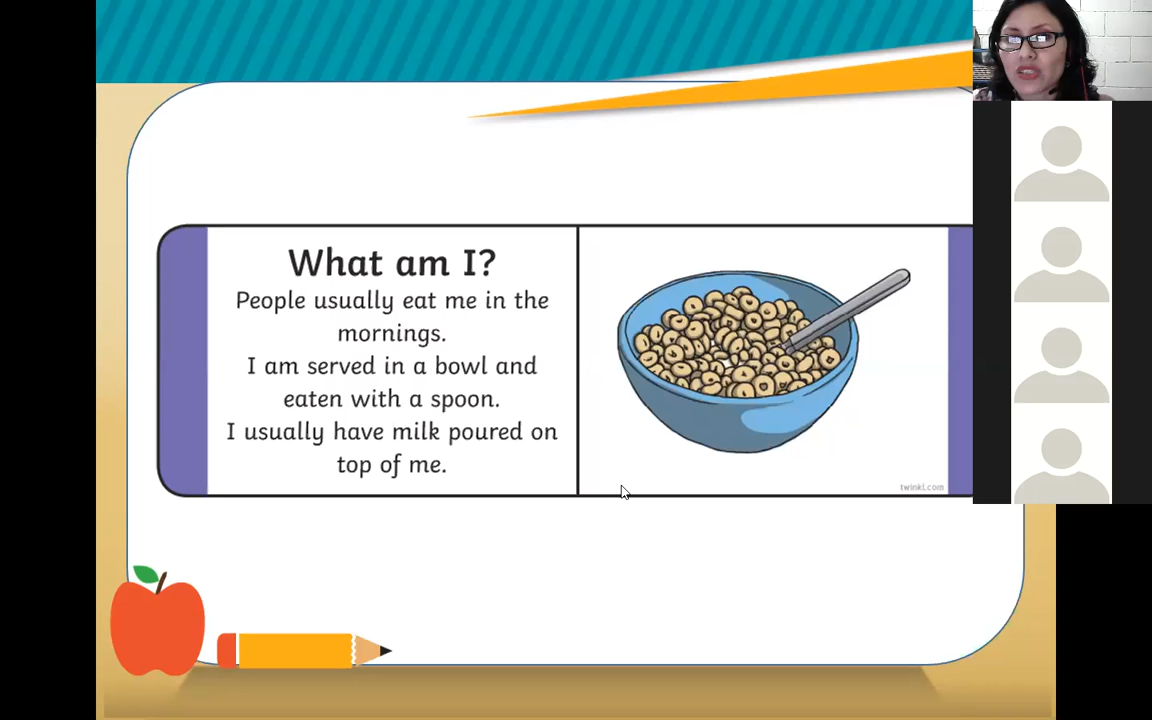 What am I?
People usually eat me in the
mornings.
I am served in a bowl and
eaten with a spoon.
I usually have milk poured on
top of me.
twinkl.com